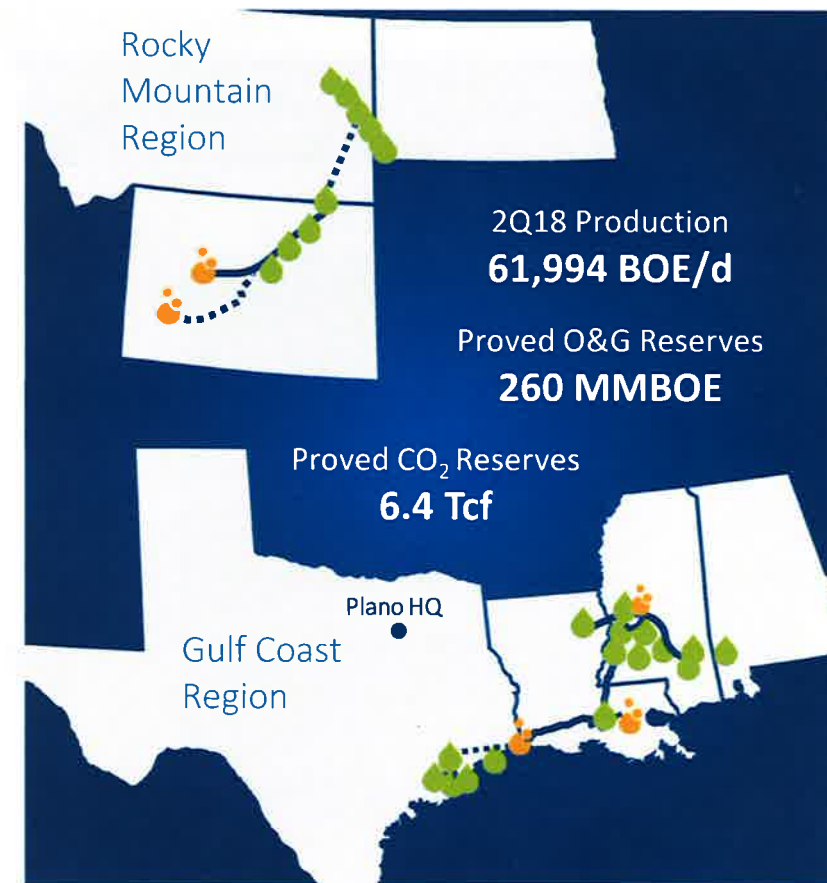 Rocky
Mountain
Region
2Q18 Production
61,994 BOE/d
Proved O&G Reserves
260 MMBOE
Proved CO₂ Reserves
6.4 Tcf
Plano HQ
Gulf Coast
Region